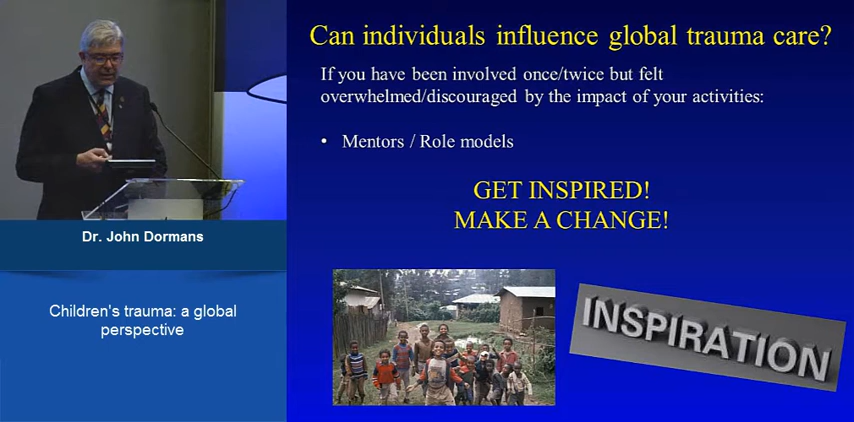 Can individuals influence global trauma care?
If you have been involved once/twice but felt
overwhelmed/discouraged by the impact of your activities:
• Mentors / Role models
GET INSPIRED!
MAKE A CHANGE!
INSPIRATION
Dr. John Dormans
Children's trauma: a global
perspective